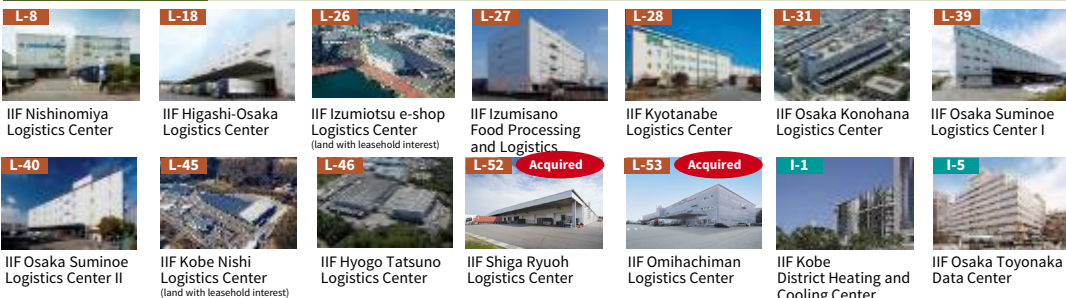 L-8
IIF Nishinomiya
Logistics Center
L-18
IIF Higashi-Osaka
Logistics Center
L-26
IIF Izumiotsu e-shop
Logistics Center
(land with leasehold interest)
L-27
IIF Izumisano
Food Processing
and Logistics
L-28
IIF Kyotanabe
Logistics Center
L-31
IIF Osaka Konohana
Logistics Center
L-39
IIF Osaka Suminoe
Logistics Center I
L-40
IIF Osaka Suminoe
Logistics Center II
L-45
IIF Kobe Nishi
Logistics Center
(land with leasehold interest)
L-46
IIF Hyogo Tatsuno
Logistics Center
L-52 Acquired
IIF Shiga Ryuoh
Logistics Center
L-53 Acquired
IIF Omihachiman
Logistics Center
I-1
IIF Kobe
District Heating and
Cooling Center
I-5
IIF Osaka Toyonaka
Data Center